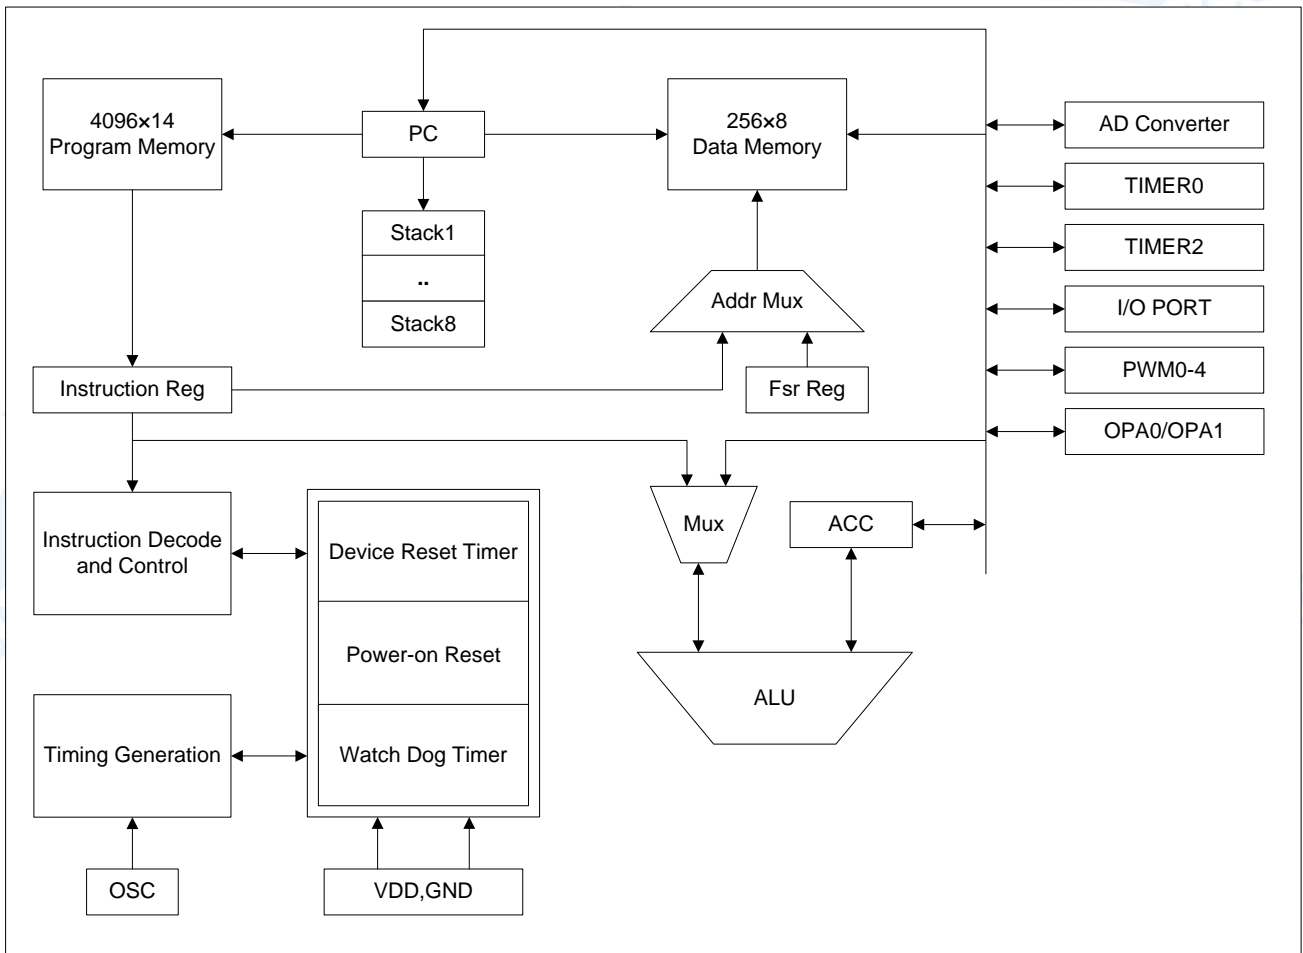 4096×14
Program Memory
PC
256×8
Data Memory
AD Converter
TIMER0
TIMER2
I/O PORT
PWM0-4
OPA0/OPA1
Stack1
..
Stack8
Addr Mux
Instruction Reg
Fsr Reg
Instruction Decode
and Control
Device Reset Timer
Power-on Reset
Watch Dog Timer
Mux
ACC
ALU
Timing Generation
OSC
VDD,GND